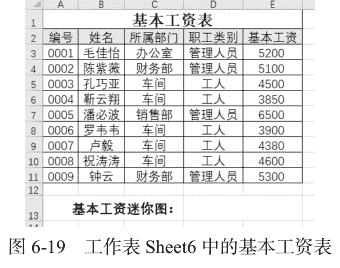 A B C D E
1 基本工资表
2 编号 姓名 所属部门 职工类别 基本工资
3 0001 毛佳怡 办公室 管理人员 5200
4 0002 陈紫薇 财务部 管理人员 5100
5 0003 孔巧亚 车间 工人 4500
6 0004 靳云翔 车间 工人 3850
7 0005 潘必波 销售部 管理人员 6500
8 0006 罗韦韦 车间 工人 3900
9 0007 卢毅 车间 工人 4380
10 0008 祝涛涛 车间 工人 4600
11 0009 钟云 财务部 管理人员 5300
12
13 基本工资迷你图：
图 6-19 工作表 Sheet6 中的基本工资表